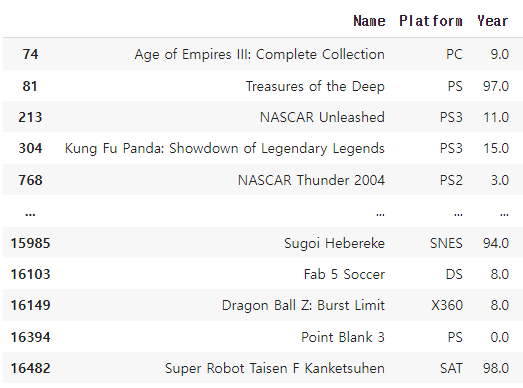 Name Platform Year
74 Age of Empires III: Complete Collection PC 9.0
81 Treasures of the Deep PS 97.0
213 NASCAR Unleashed PS3 11.0
304 Kung Fu Panda: Showdown of Legendary Legends PS3 15.0
768 NASCAR Thunder 2004 PS2 3.0
... ... ... ...
15985 Sugoi Hebereke SNES 94.0
16103 Fab 5 Soccer DS 8.0
16149 Dragon Ball Z: Burst Limit X360 8.0
16394 Point Blank 3 PS 0.0
16482 Super Robot Taisen F Kanketsuhen SAT 98.0